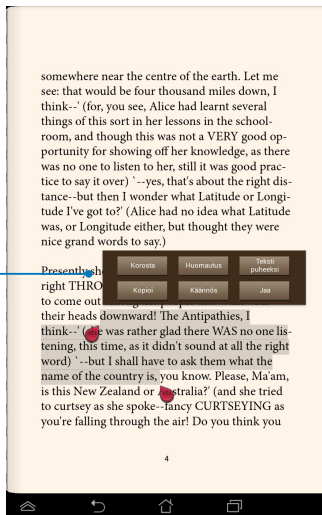 somewhere near the centre of the earth. Let me
see: that would be four thousand miles down, I
think--' (for, you see, Alice had learnt several
things of this sort in her lessons in the school-
room, and though this was not a VERY good op-
portunity for showing off her knowledge, as there
was no one to listen to her, still it was good prac-
tice to say it over) `--yes, that's about the right dis-
tance--but then I wonder what Latitude or Longi-
tude I've got to?' (Alice had no idea what Latitude
was, or Longitude either, but thought they were
nice grand words to say.)
Presently sh
Korosta Huomautus Teksti puheeksi
right THRO
Kopioi Käännös Jaa
to come out
their heads downward! The Antipathies, I
think--' ( e was rather glad there WAS no one lis-
tening, this time, as it didn't sound at all the right
word) `--but I shall have to ask them what the
name of the country is, you know. Please, Ma'am,
is this New Zealand or Australia?' (and she tried
to curtsey as she spoke--fancy CURTSEYING as
you're falling through the air! Do you think you
4